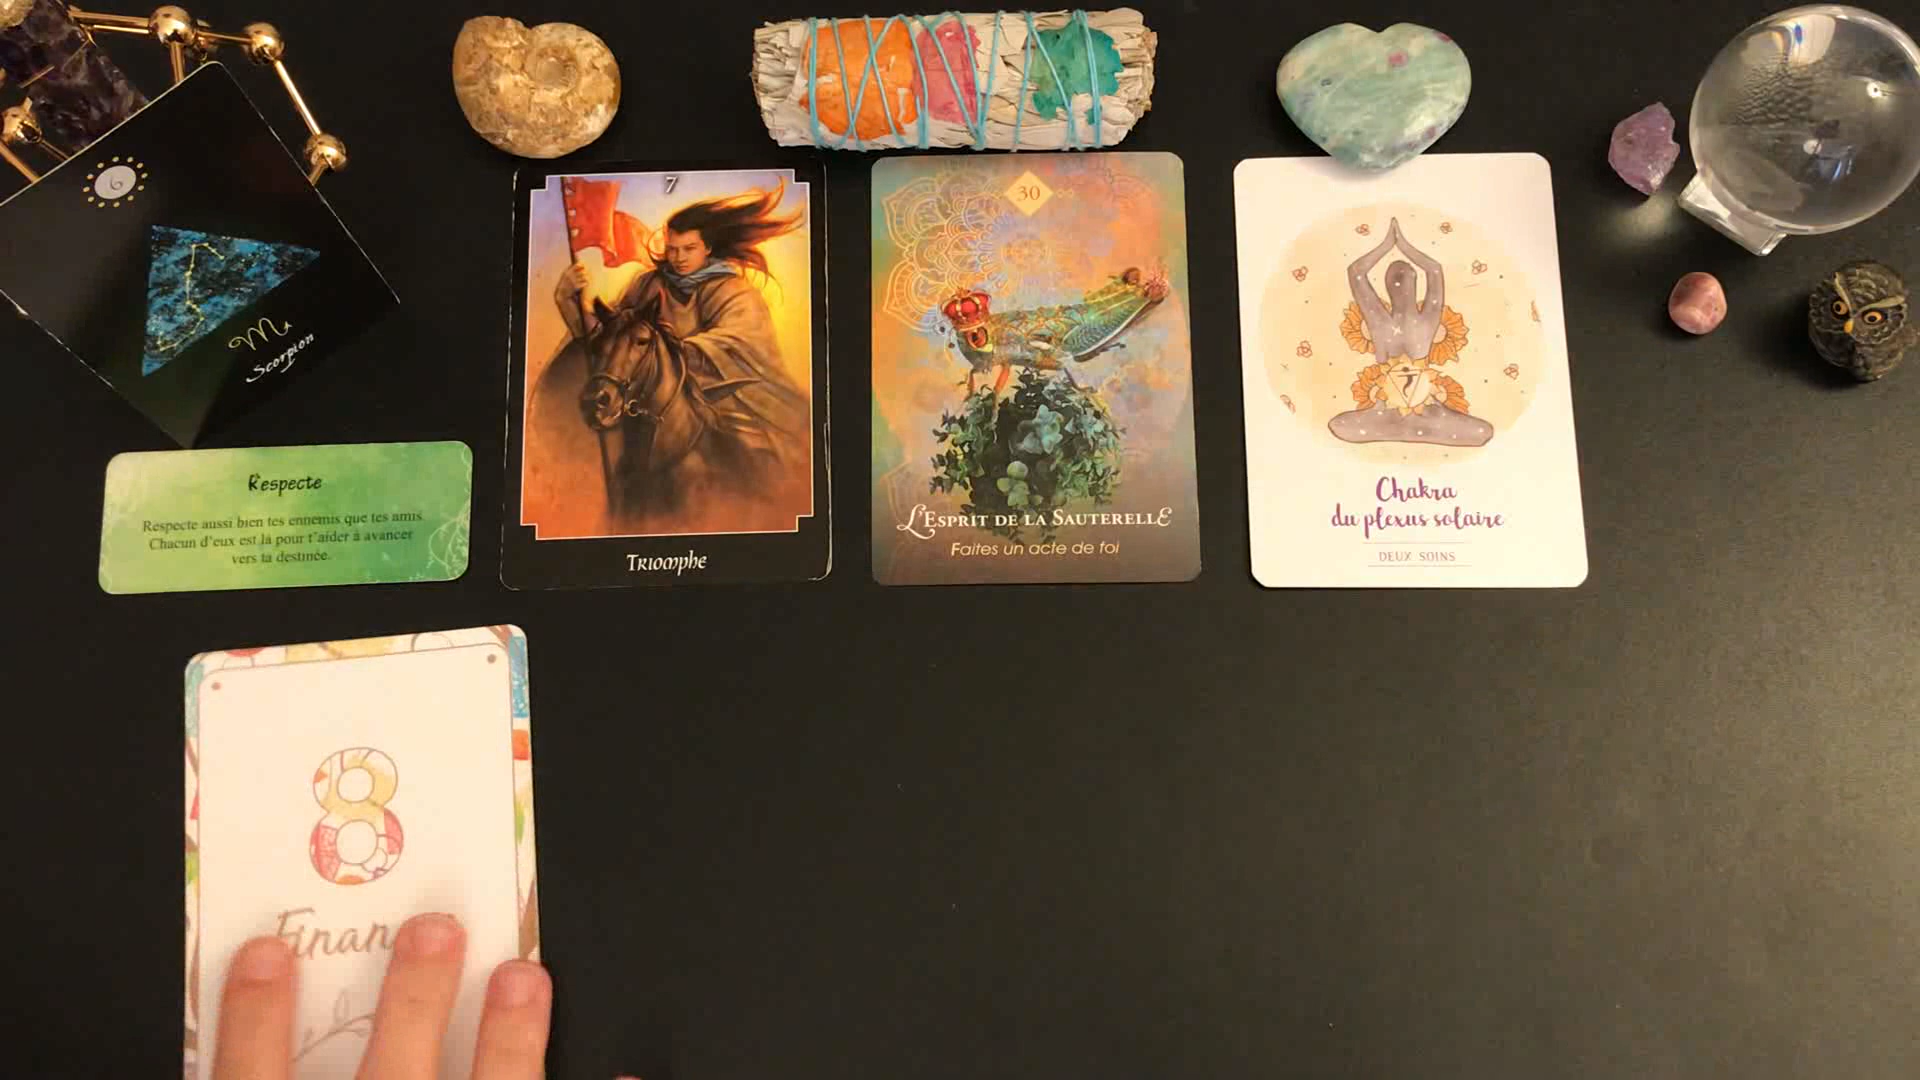 6
Scorpion
Respecte
Respecte aussi bien tes ennemis que tes amis.
Chacun d'eux est là pour t'aider à avancer
vers ta destinée.
7
Triomphe
30
L'Esprit de la Sauterelle
Faites un acte de foi
Chakra
du plexus solaire
DEUX SOINS
8